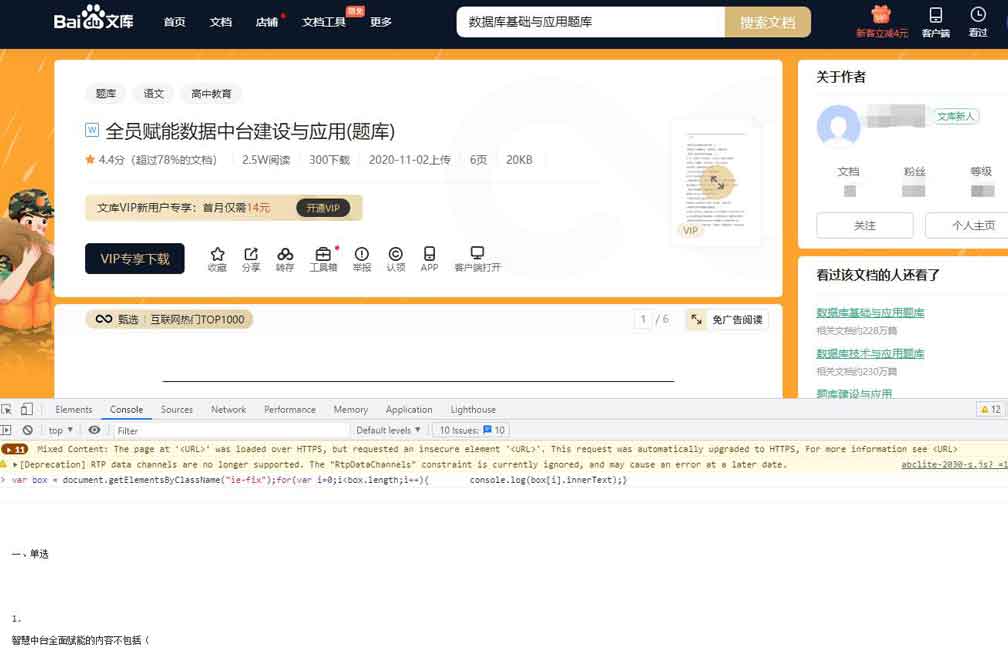 Baidu文库 首页 文档 店铺 文档工具 限免 更多 数据库基础与应用题库 搜索文档 新客立减4元 客户端 看过
题库 语文 高中教育
W 全员赋能数据中台建设与应用(题库)
4.4分（超过78%的文档） 2.5W阅读 300下载 2020-11-02上传 6页 20KB
文库VIP新用户专享：首月仅需14元 开通VIP
VIP
VIP专享下载 收藏 分享 转存 工具箱 举报 认领 APP 客户端打开
甄选 互联网热门TOP1000 1 / 6 免广告阅读
关于作者
文库新人
文档 粉丝 等级
关注 个人主页
看过该文档的人还看了
数据库基础与应用题库
相关文档约228万篇
数据库技术与应用题库
相关文档约230万篇
题库建设与应用
Elements Console Sources Network Performance Memory Application Lighthouse 12
top Filter Default levels 10 Issues: 10
11 Mixed Content: The page at '<URL>' was loaded over HTTPS, but requested an insecure element '<URL>'. This request was automatically upgraded to HTTPS, For more information see <URL>
[Deprecation] RTP data channels are no longer supported. The "RtpDataChannels" constraint is currently ignored, and may cause an error at a later date. abclite-2030-s.js?
var box = document.getElementsByClassName("ie-fix");for(var i=0;i<box.length;i++){ console.log(box[i].innerText);}
一、单选
1.
智慧中台全面赋能的内容不包括（